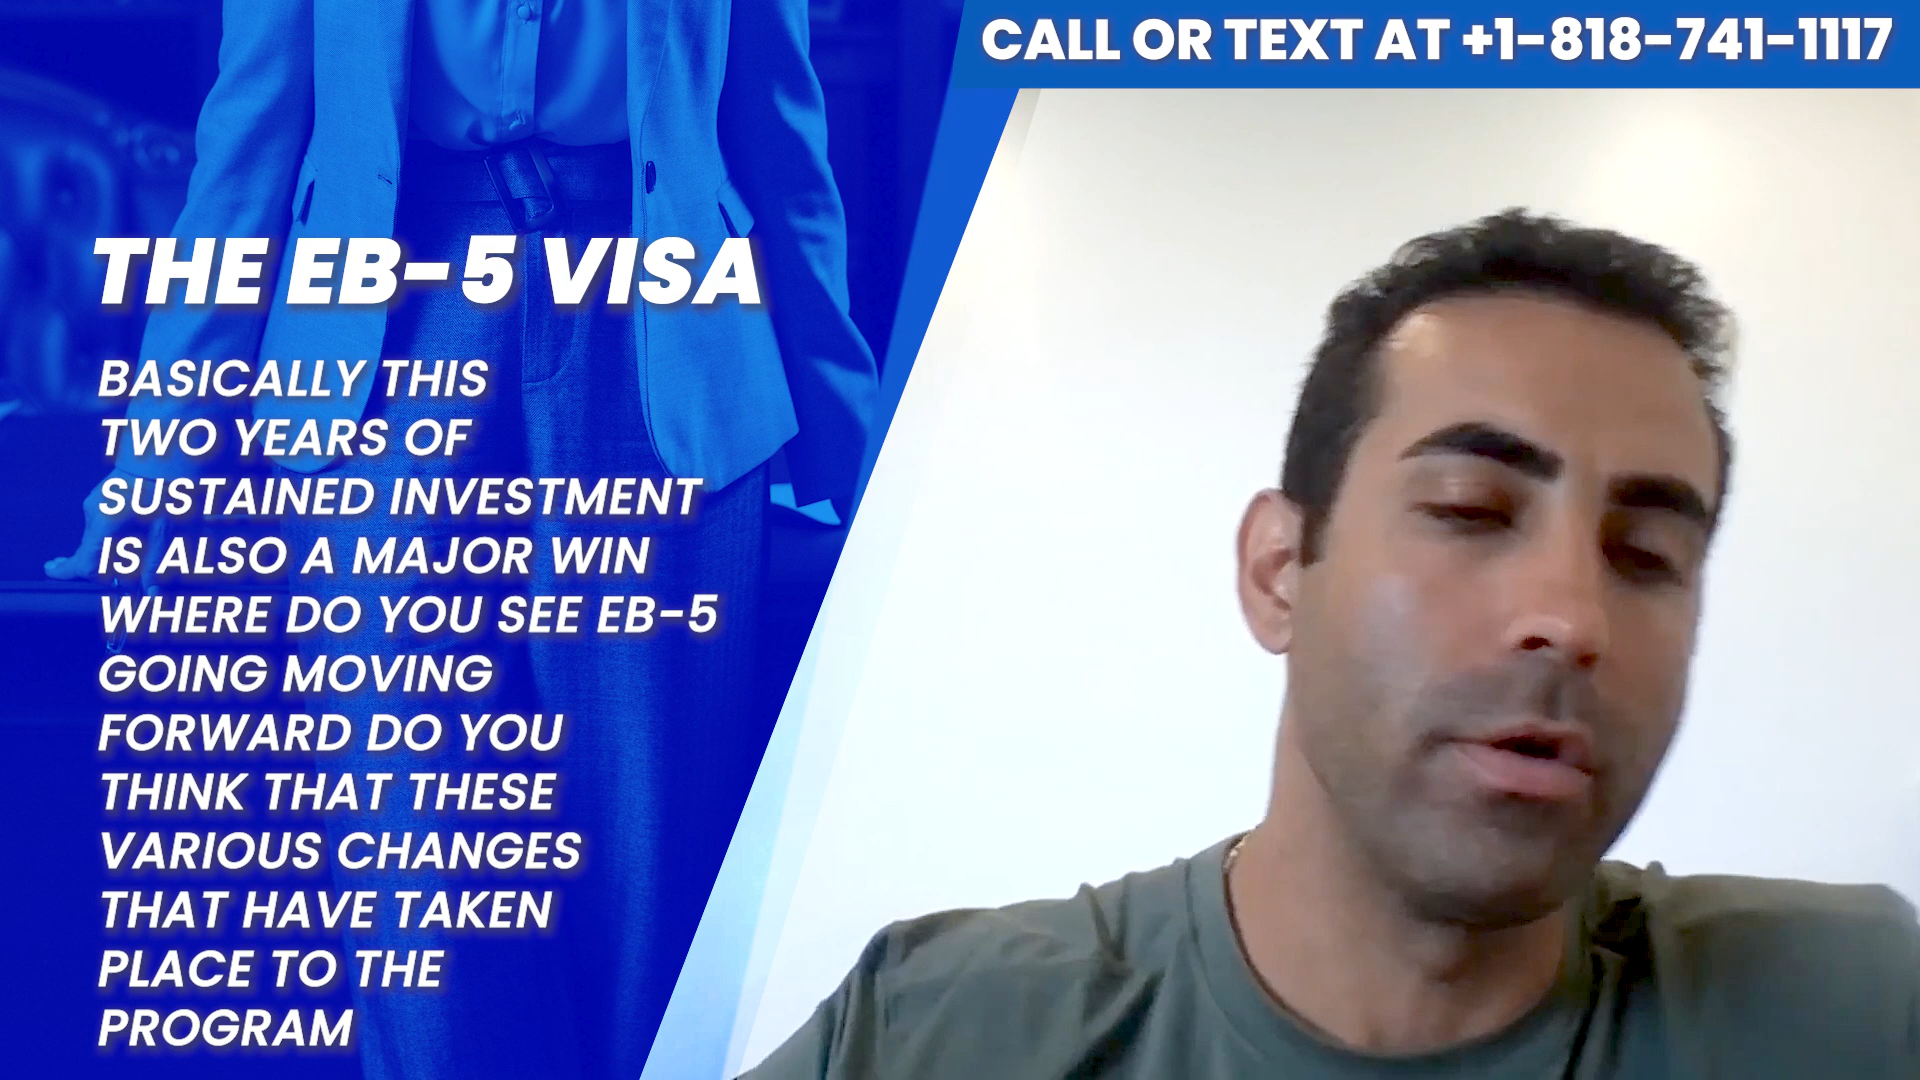 CALL OR TEXT AT +1-818-741-1117
THE EB-5 VISA
BASICALLY THIS
TWO YEARS OF
SUSTAINED INVESTMENT
IS ALSO A MAJOR WIN
WHERE DO YOU SEE EB-5
GOING MOVING
FORWARD DO YOU
THINK THAT THESE
VARIOUS CHANGES
THAT HAVE TAKEN
PLACE TO THE
PROGRAM